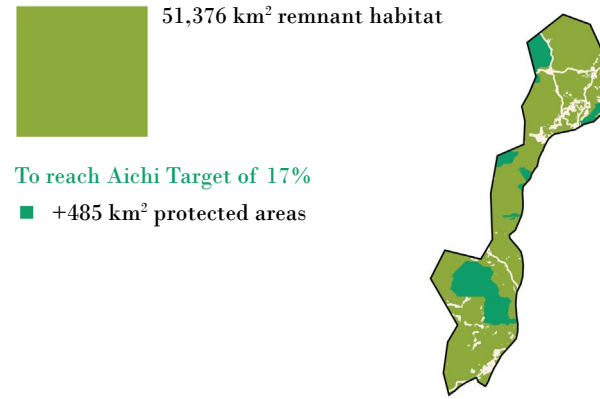 51,376 km² remnant habitat
To reach Aichi Target of 17%
+485 km² protected areas